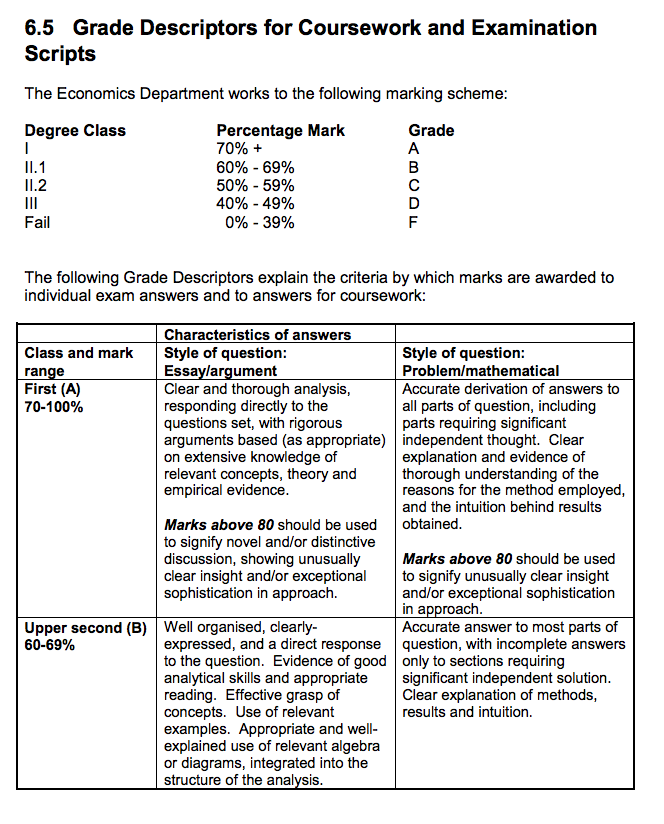 6.5 Grade Descriptors for Coursework and Examination
Scripts
The Economics Department works to the following marking scheme:
Degree Class Percentage Mark Grade
I 70% + A
II.1 60% - 69% B
II.2 50% - 59% C
III 40% - 49% D
Fail 0% - 39% F
The following Grade Descriptors explain the criteria by which marks are awarded to
individual exam answers and to answers for coursework:
Characteristics of answers
Class and mark
range
Style of question:
Essay/argument
Style of question:
Problem/mathematical
First (A)
70-100%
Clear and thorough analysis,
responding directly to the
questions set, with rigorous
arguments based (as appropriate)
on extensive knowledge of
relevant concepts, theory and
empirical evidence.
Marks above 80 should be used
to signify novel and/or distinctive
discussion, showing unusually
clear insight and/or exceptional
sophistication in approach.
Accurate derivation of answers to
all parts of question, including
parts requiring significant
independent thought. Clear
explanation and evidence of
thorough understanding of the
reasons for the method employed,
and the intuition behind results
obtained.
Marks above 80 should be used
to signify unusually clear insight
and/or exceptional sophistication
in approach.
Upper second (B)
60-69%
Well organised, clearly-
expressed, and a direct response
to the question. Evidence of good
analytical skills and appropriate
reading. Effective grasp of
concepts. Use of relevant
examples. Appropriate and well-
explained use of relevant algebra
or diagrams, integrated into the
structure of the analysis.
Accurate answer to most parts of
question, with incomplete answers
only to sections requiring
significant independent solution.
Clear explanation of methods,
results and intuition.